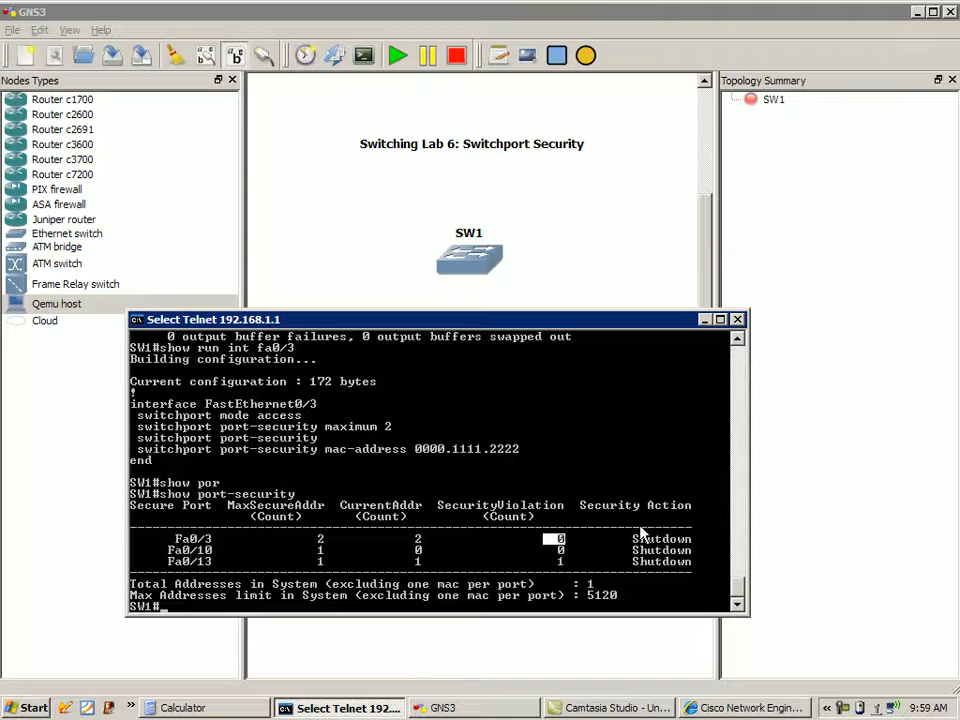 GNS3
File Edit View Help
Nodes Types
Router c1700
Router c2600
Router c2691
Router c3600
Router c3700
Router c7200
PIX firewall
ASA firewall
Juniper router
Ethernet switch
ATM bridge
ATM switch
Frame Relay switch
Qemu host
Cloud
Switching Lab 6: Switchport Security
SW1
Topology Summary
SW1
Select Telnet 192.168.1.1
0 output buffer failures, 0 output buffers swapped out
SW1#show run int fa0/3
Building configuration...
Current configuration : 172 bytes
!
interface FastEthernet0/3
switchport mode access
switchport port-security maximum 2
switchport port-security
switchport port-security mac-address 0000.1111.2222
end
SW1#show por
SW1#show port-security
Secure Port MaxSecureAddr CurrentAddr SecurityViolation Security Action
(Count) (Count) (Count)
---------------------------------------------------------------------------
Fa0/3 2 2 0 Shutdown
Fa0/10 1 0 0 Shutdown
Fa0/13 1 1 1 Shutdown
---------------------------------------------------------------------------
Total Addresses in System (excluding one mac per port) : 1
Max Addresses limit in System (excluding one mac per port) : 5120
SW1#_
Start » Calculator Select Telnet 192.... GNS3 Camtasia Studio - Un... Cisco Network Engin... « 9:59 AM